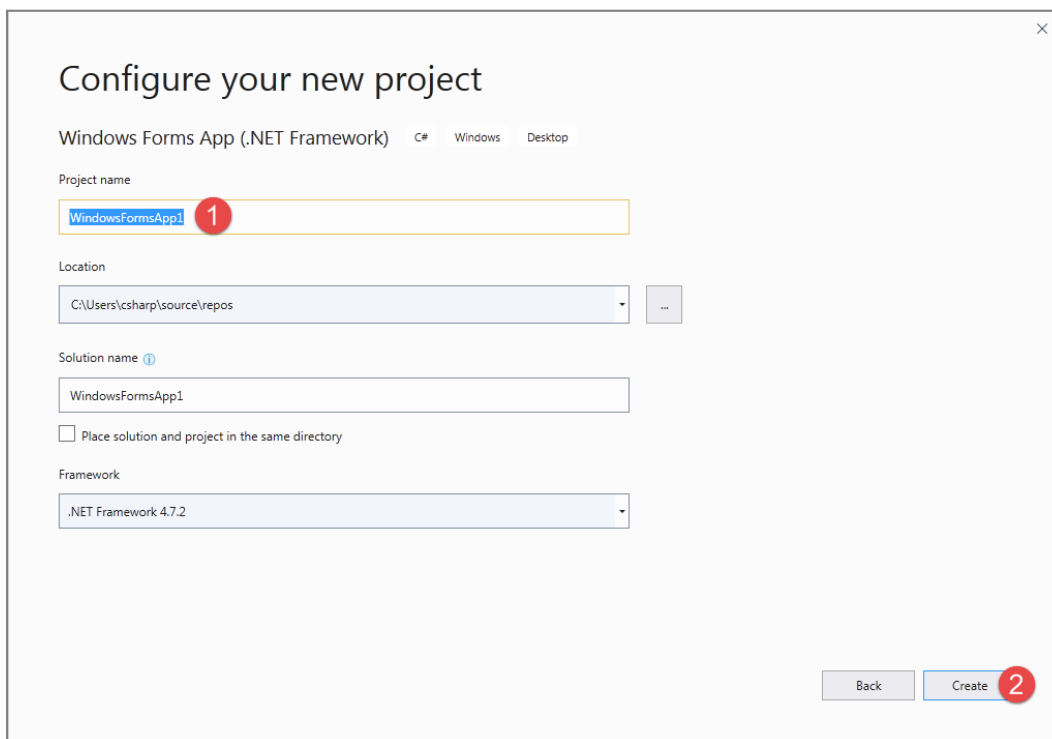 Configure your new project
Windows Forms App (.NET Framework) C# Windows Desktop
Project name
WindowsFormsApp1 1
Location
C:\Users\csharp\source\repos ...
Solution name
WindowsFormsApp1
Place solution and project in the same directory
Framework
.NET Framework 4.7.2
Back Create 2